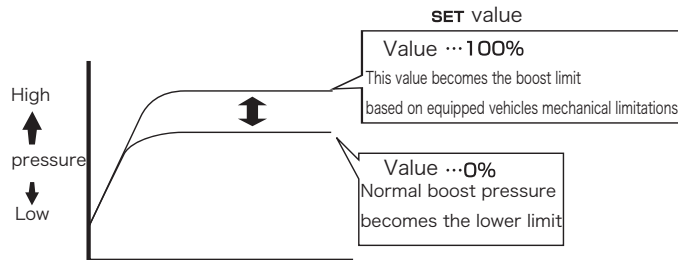 SET value
Value …100%
This value becomes the boost limit
based on equipped vehicles mechanical limitations
High
pressure
Low
Value …0%
Normal boost pressure
becomes the lower limit